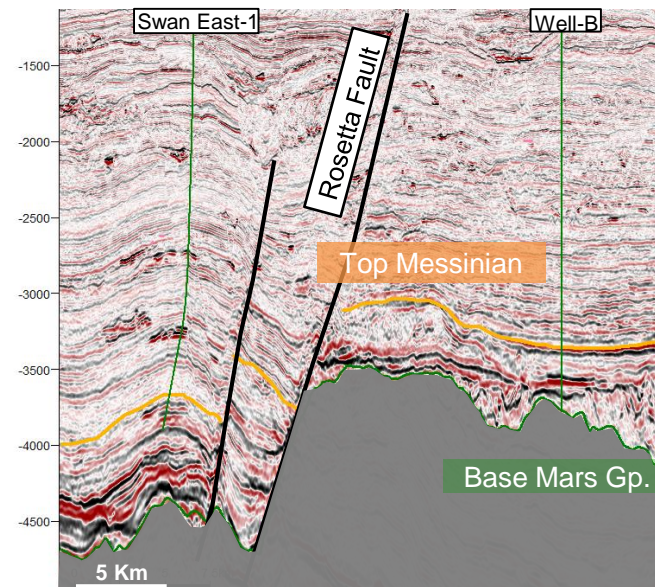 Swan East-1
Well-B
Rosetta Fault
Top Messinian
Base Mars Gp.
-1500
-2000
-2500
-3000
-3500
-4000
-4500
5 Km